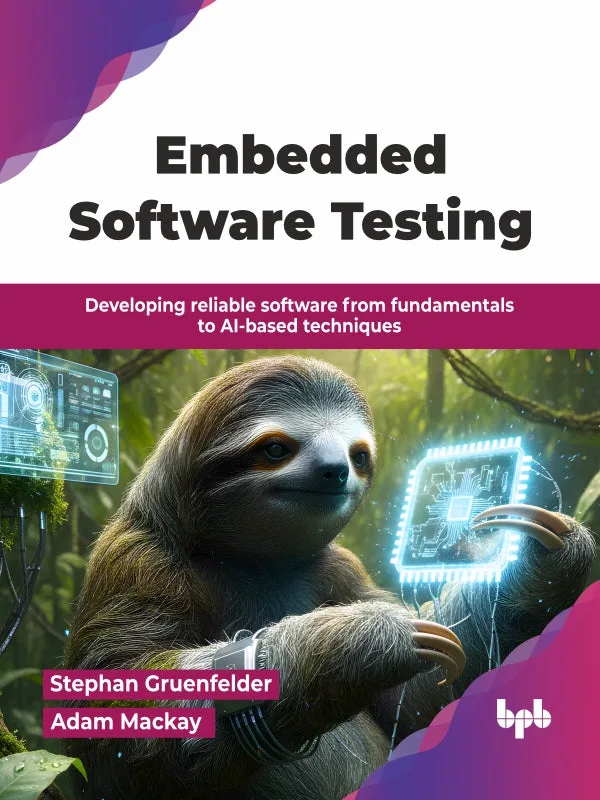 Embedded
Software Testing
Developing reliable software from fundamentals
to AI-based techniques
Stephan Gruenfelder
Adam Mackay
bpb